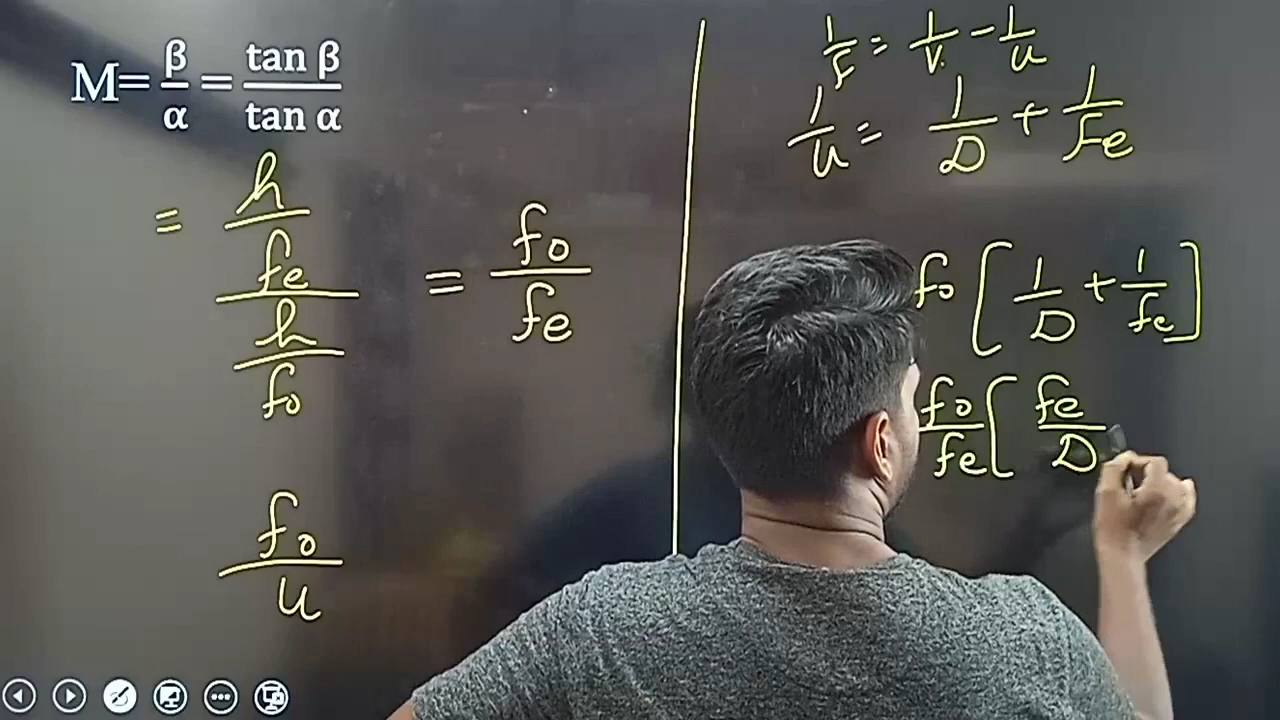 M= β/α = tan β/tan α
= (h/fe)/(h/fo) = fo/fe
fo/u
1/F = 1/v - 1/u
1/u = 1/D + 1/Fe
fo [ 1/D + 1/fe ]
fo/fe [ fe/D